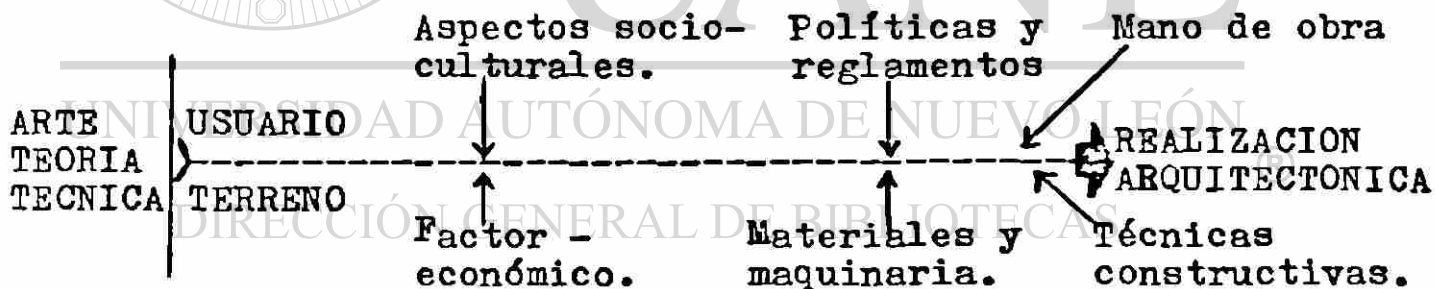 Aspectos socio-
culturales.
Políticas y
reglamentos
Mano de obra
ARTE
TEORIA
TECNICA
USUARIO
TERRENO
REALIZACION
ARQUITECTONICA
Factor -
económico.
Materiales y
maquinaria.
Técnicas
constructivas.
UNIVERSIDAD AUTÓNOMA DE NUEVO LEÓN
®
DIRECCIÓN GENERAL DE BIBLIOTECAS